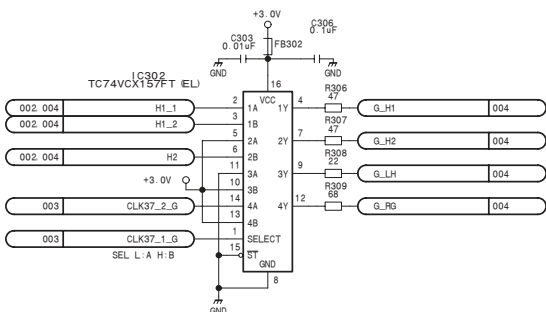 +3.0V
C303
0.01uF
FB302
C306
0.1uF
GND
GND
IC302
TC74VCX157FT (EL)
16
VCC
002. 004 H1_1 2 1A 1Y 4 R306 47 G_H1 004
002. 004 H1_2 3 1B
5 2A 2Y 7 R307 47 G_H2 004
002. 004 H2 6 2B
11 3A 3Y 9 R308 22 G_LH 004
+3.0V 10 3B
003 CLK37_2_G 14 4A 4Y 12 R309 68 G_RG 004
13 4B
003 CLK37_1_G 1 SELECT
SEL L:A H:B 15 ST
GND
8
GND